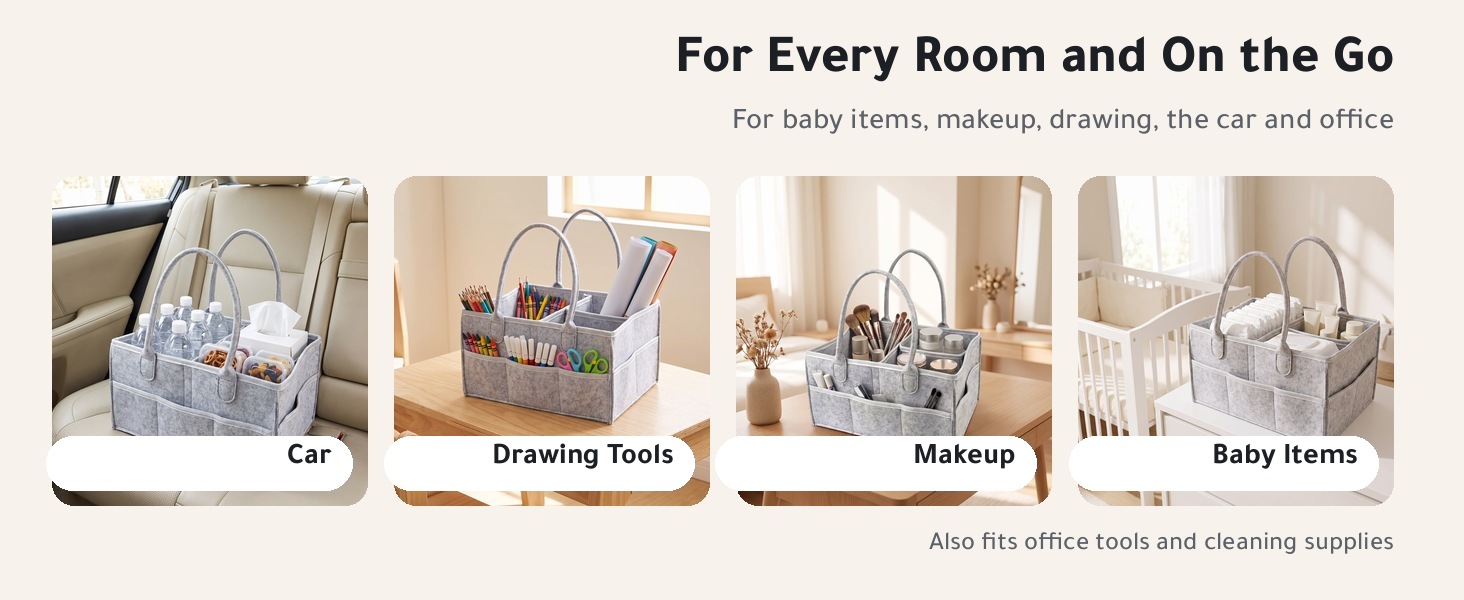 For Every Room and On the Go
For baby items, makeup, drawing, the car and office
Car
Drawing Tools
Makeup
Baby Items
Also fits office tools and cleaning supplies